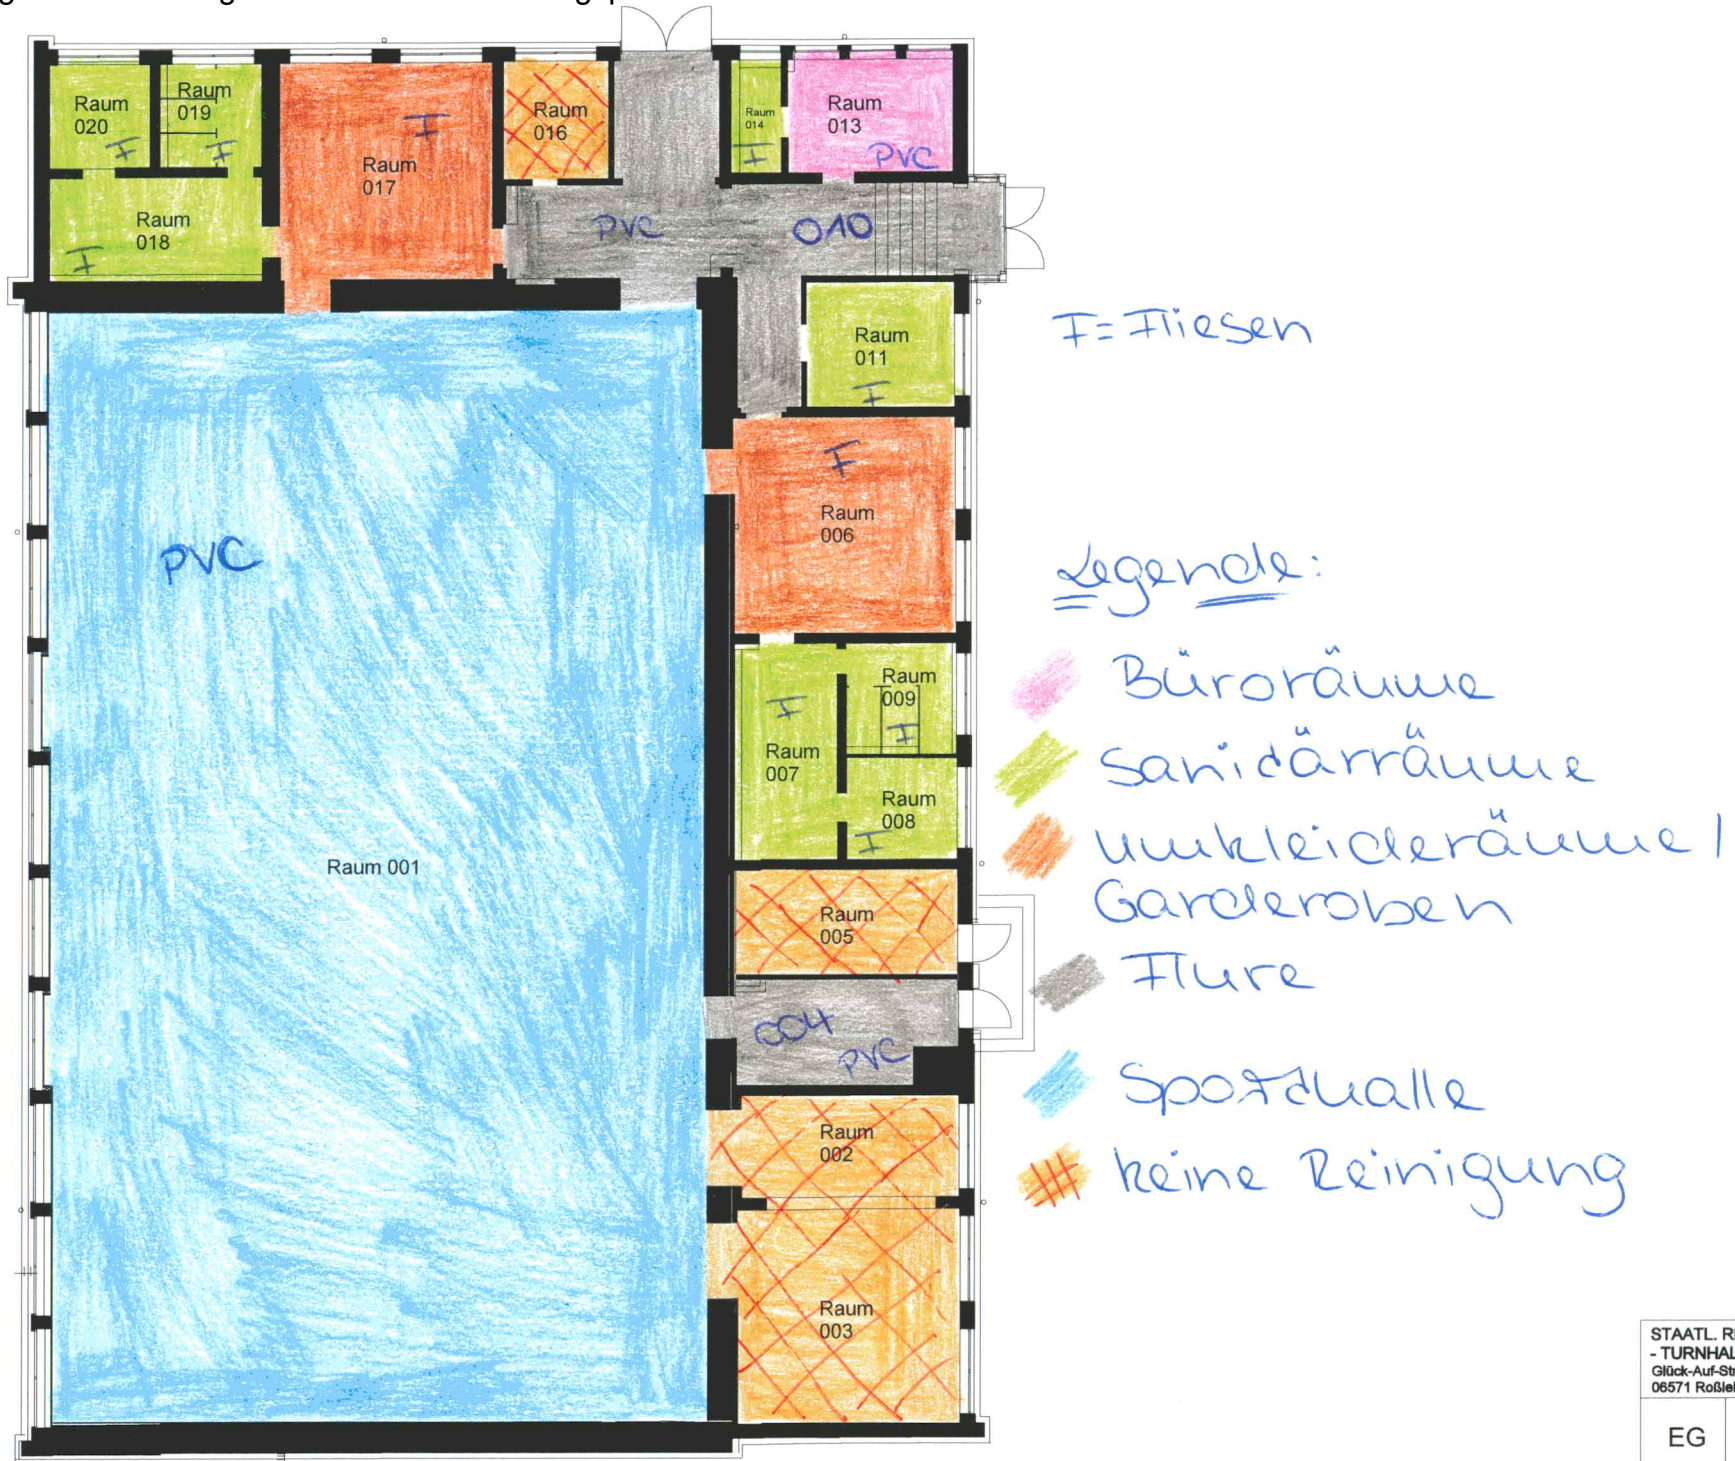 Raum
020
F
Raum
019
F
Raum
018
F
Raum
017
F
Raum
016
Raum
014
F
Raum
013
PVC
PVC
010
Raum
011
F
F = Fliesen
F
Raum
006
PVC
Raum 001
F
Raum
007
Raum
009
F
Raum
008
F
Raum
005
004
PVC
Raum
002
Raum
003
Legende:
Büroräume
Sanitärräume
Umkleideräume /
Garderoben
Flure
Sporthalle
keine Reinigung
STAATL. R
- TURNHAL
Glück-Auf-Str
06571 Roßle
EG